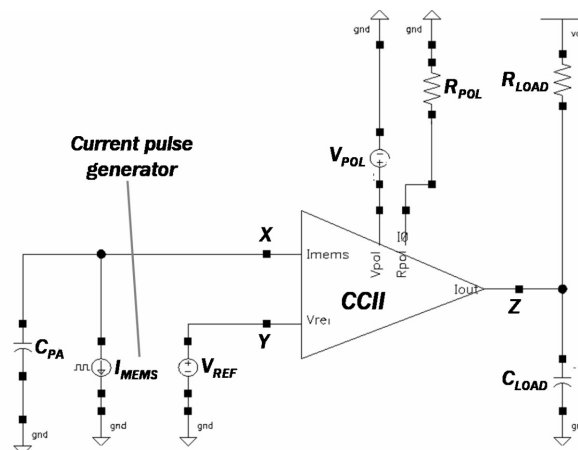 gnd
gnd
R_POL
R_LOAD
V_POL
Current pulse
generator
X
Imems
Vpol
Rpol
I0
CCII
Iout
Z
Y
C_PA
I_MEMS
V_REF
C_LOAD
gnd
gnd
gnd